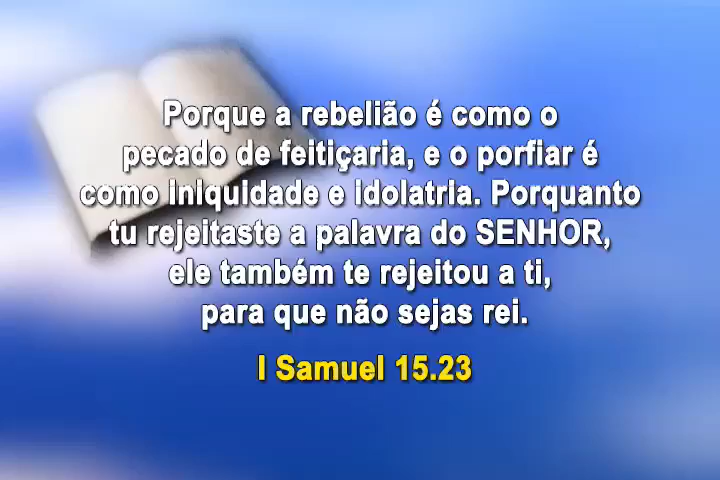 Porque a rebelião é como o
pecado de feitiçaria, e o porfiar é
como iniquidade e idolatria. Porquanto
tu rejeitaste a palavra do SENHOR,
ele também te rejeitou a ti,
para que não sejas rei.
I Samuel 15.23